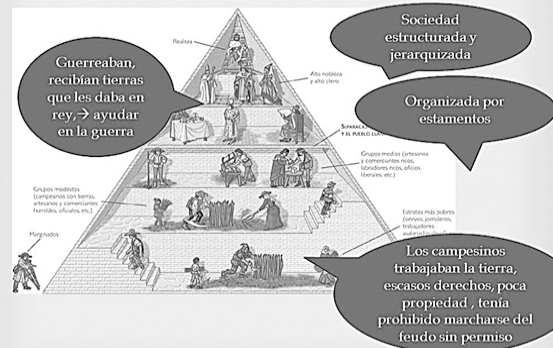 Realeza
Alta nobleza
y alto clero
Sociedad
estructurada y
jerarquizada
Guerreaban,
recibían tierras
que les daba en
rey,→ ayudar
en la guerra
Organizada por
estamentos
Y EL PUEBLO
Grupos medios (artesanos
y comerciantes ricos,
labradores ricos, oficios
liberales, etc.)
Grupos modestos
(campesinos con tierras,
artesanos y comerciantes
humildes, oficiales, etc.)
Estratos más pobres
(siervos, jornaleros,
trabajadores
Marginados
Los campesinos
trabajaban la tierra,
escasos derechos, poca
propiedad , tenía
prohibido marcharse del
feudo sin permiso